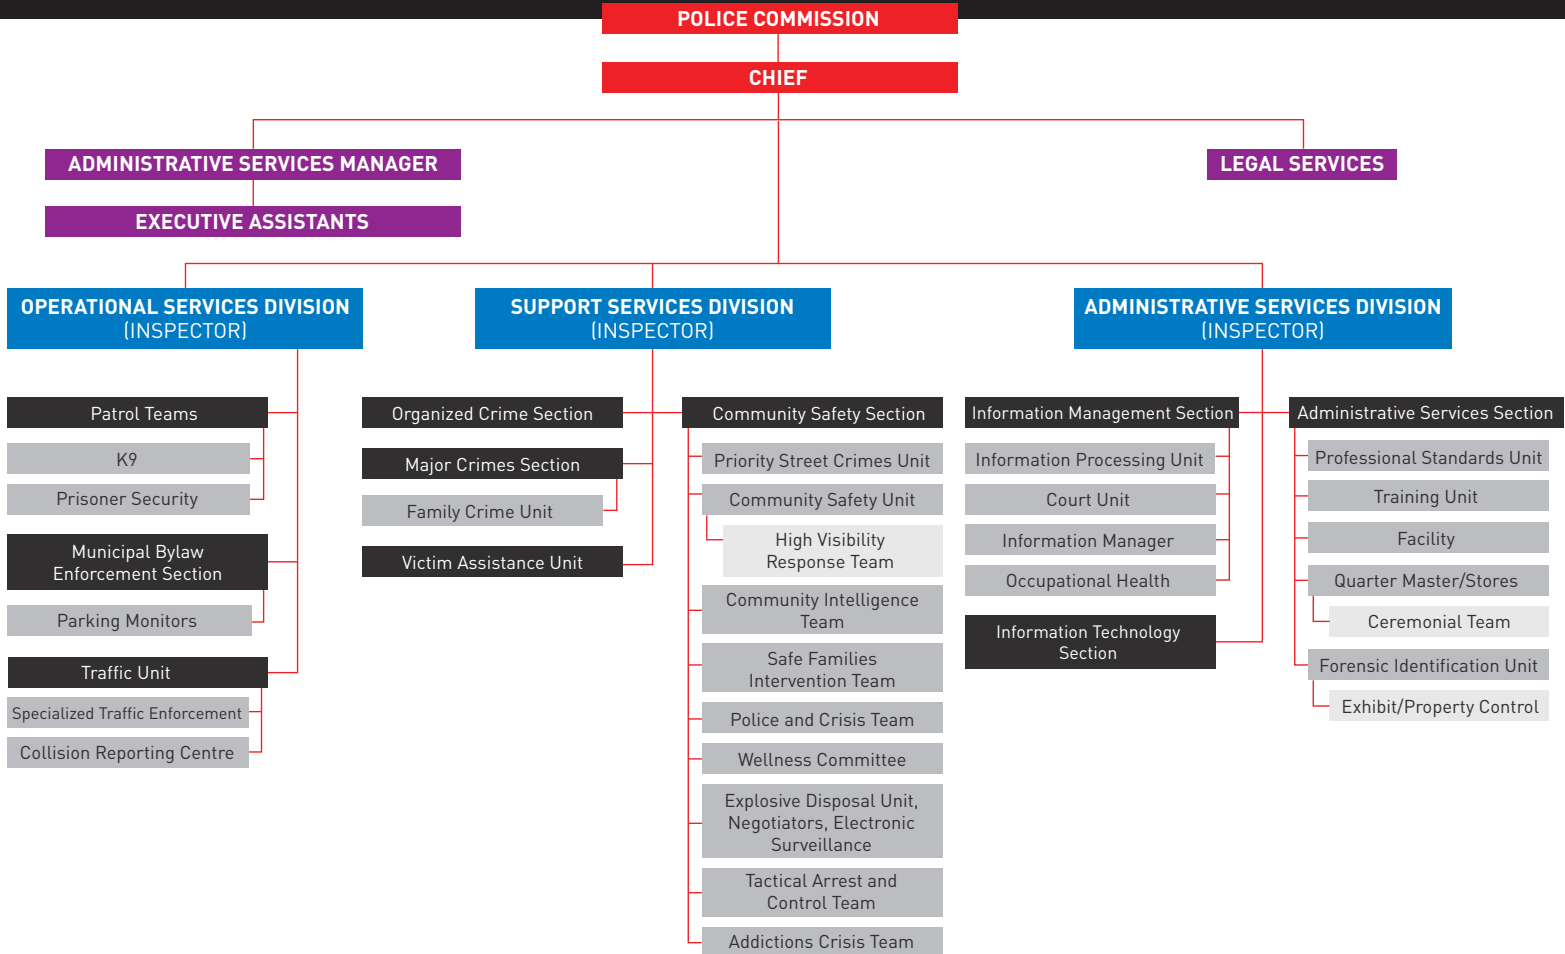 POLICE COMMISSION
CHIEF
ADMINISTRATIVE SERVICES MANAGER
LEGAL SERVICES
EXECUTIVE ASSISTANTS
OPERATIONAL SERVICES DIVISION
(INSPECTOR)
SUPPORT SERVICES DIVISION
(INSPECTOR)
ADMINISTRATIVE SERVICES DIVISION
(INSPECTOR)
Patrol Teams
K9
Prisoner Security
Municipal Bylaw
Enforcement Section
Parking Monitors
Traffic Unit
Specialized Traffic Enforcement
Collision Reporting Centre
Organized Crime Section
Major Crimes Section
Family Crime Unit
Victim Assistance Unit
Community Safety Section
Priority Street Crimes Unit
Community Safety Unit
High Visibility
Response Team
Community Intelligence
Team
Safe Families
Intervention Team
Police and Crisis Team
Wellness Committee
Explosive Disposal Unit,
Negotiators, Electronic
Surveillance
Tactical Arrest and
Control Team
Addictions Crisis Team
Information Management Section
Information Processing Unit
Court Unit
Information Manager
Occupational Health
Information Technology
Section
Administrative Services Section
Professional Standards Unit
Training Unit
Facility
Quarter Master/Stores
Ceremonial Team
Forensic Identification Unit
Exhibit/Property Control